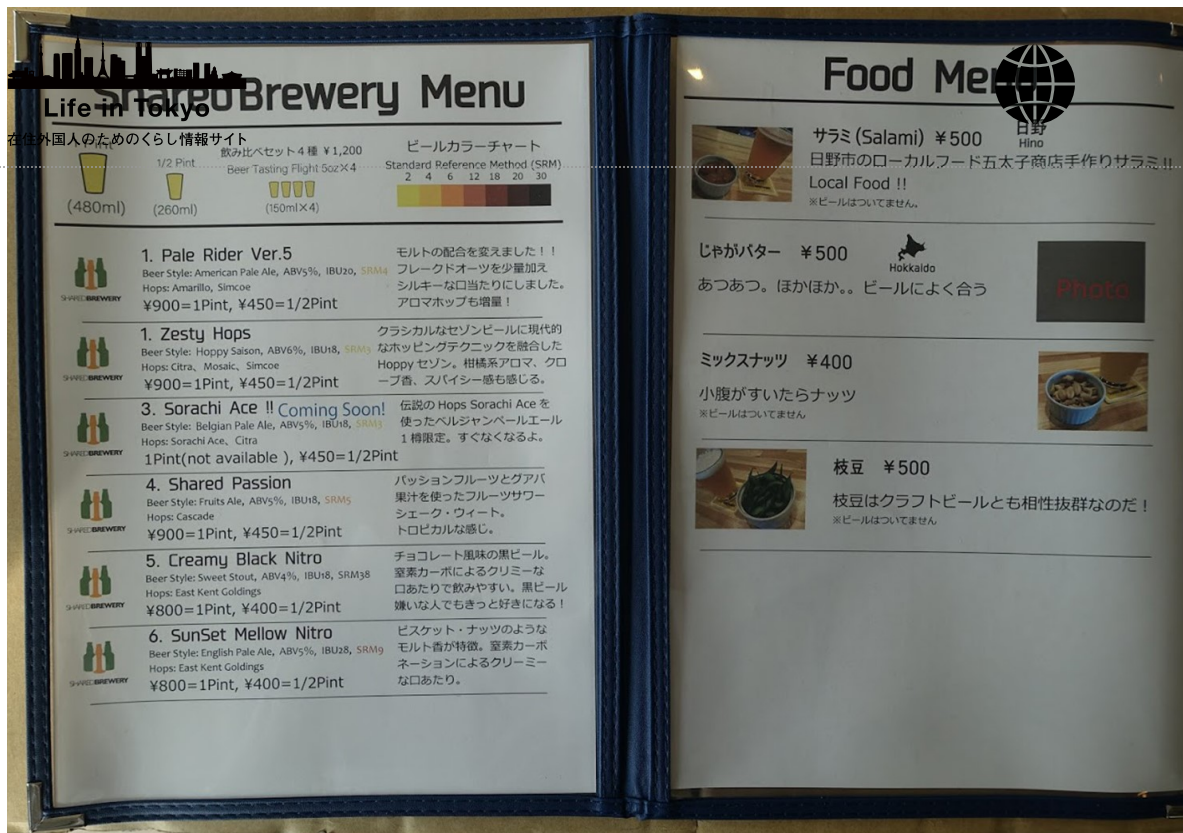 Life in Tokyo
在住外国人のためのくらし情報サイト
Shared Brewery Menu
1 Pint
(480ml)
1/2 Pint
(260ml)
飲み比べセット4種 ¥1,200
Beer Tasting Flight 5oz×4
(150ml×4)
ビールカラーチャート
Standard Reference Method (SRM)
2 4 6 12 18 20 30
1. Pale Rider Ver.5
Beer Style: American Pale Ale, ABV5%, IBU20, SRM4
Hops: Amarillo, Simcoe
¥900=1Pint, ¥450=1/2Pint
モルトの配合を変えました！！
フレークドオーツを少量加え
シルキーな口当たりにしました。
アロマホップも増量！
SHAREDBREWERY
1. Zesty Hops
Beer Style: Hoppy Saison, ABV6%, IBU18, SRM3
Hops: Citra、Mosaic、Simcoe
¥900=1Pint, ¥450=1/2Pint
クラシカルなセゾンビールに現代的
なホッピングテクニックを融合した
Hoppy セゾン。柑橘系アロマ、クロ
ーブ香、スパイシー感も感じる。
SHAREDBREWERY
3. Sorachi Ace !! Coming Soon!
Beer Style: Belgian Pale Ale, ABV5%, IBU18, SRM3
Hops: Sorachi Ace、Citra
1Pint(not available ), ¥450=1/2Pint
伝説の Hops Sorachi Ace を
使ったベルジャンペールエール
1 樽限定。すぐなくなるよ。
SHAREDBREWERY
4. Shared Passion
Beer Style: Fruits Ale, ABV5%, IBU18, SRM5
Hops: Cascade
¥900=1Pint, ¥450=1/2Pint
パッションフルーツとグアバ
果汁を使ったフルーツサワー
シェーク・ウィート。
トロピカルな感じ。
SHAREDBREWERY
5. Creamy Black Nitro
Beer Style: Sweet Stout, ABV4%, IBU18, SRM38
Hops: East Kent Goldings
¥800=1Pint, ¥400=1/2Pint
チョコレート風味の黒ビール。
窒素カーボによるクリミーな
口あたりで飲みやすい。黒ビール
嫌いな人でもきっと好きになる！
SHAREDBREWERY
6. SunSet Mellow Nitro
Beer Style: English Pale Ale, ABV5%, IBU28, SRM9
Hops: East Kent Goldings
¥800=1Pint, ¥400=1/2Pint
ビスケット・ナッツのような
モルト香が特徴。窒素カーボ
ネーションによるクリーミー
な口あたり。
SHAREDBREWERY
Food Menu
サラミ (Salami) ¥500
日野
Hino
日野市のローカルフード五太子商店手作りサラミ!!
Local Food !!
※ビールはついてません。
じゃがバター ¥500
Hokkaido
あつあつ。ほかほか。。ビールによく合う
Photo
ミックスナッツ ¥400
小腹がすいたらナッツ
※ビールはついてません
枝豆 ¥500
枝豆はクラフトビールとも相性抜群なのだ！
※ビールはついてません